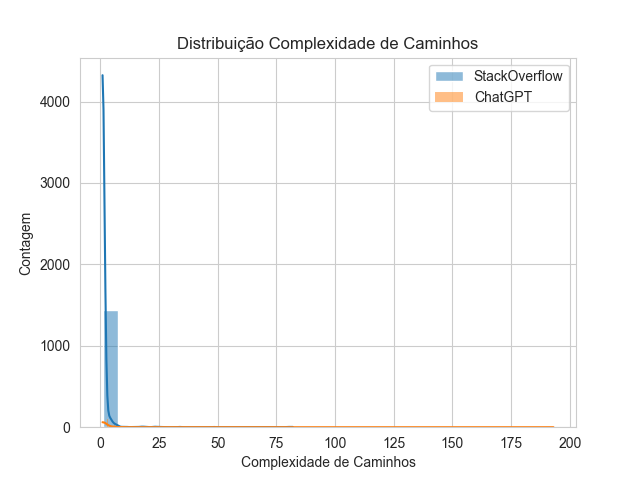 Distribuição Complexidade de Caminhos
StackOverflow
ChatGPT
Contagem
4000
3000
2000
1000
0
0 25 50 75 100 125 150 175 200
Complexidade de Caminhos